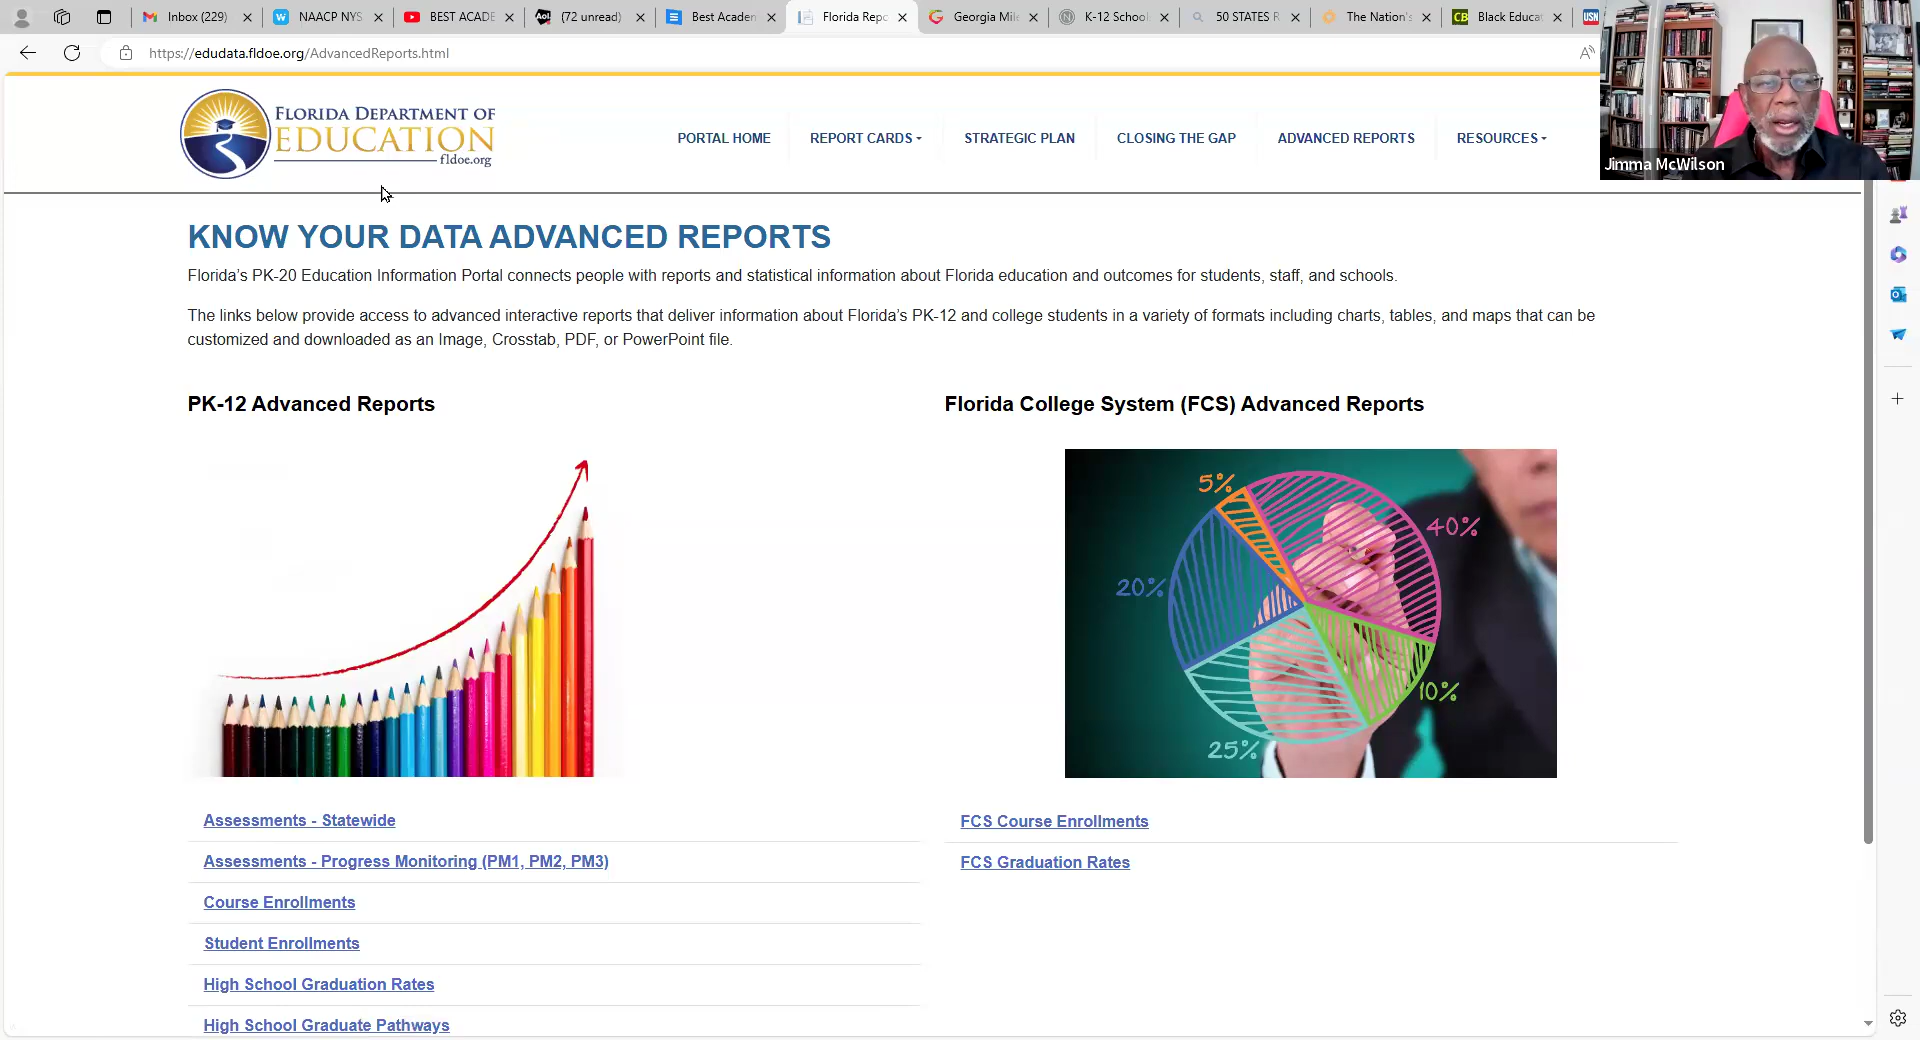 Inbox (229)
NAACP NYS
BEST ACADE
Aol.
(72 unread)
Best Academ
Florida Repo
Georgia Mile
K-12 School
50 STATES R
The Nation's
CB
Black Educat
USN
https://edudata.fldoe.org/AdvancedReports.html
FLORIDA DEPARTMENT OF
EDUCATION
fldoe.org
PORTAL HOME
REPORT CARDS
STRATEGIC PLAN
CLOSING THE GAP
ADVANCED REPORTS
RESOURCES
Jimma McWilson
KNOW YOUR DATA ADVANCED REPORTS
Florida's PK-20 Education Information Portal connects people with reports and statistical information about Florida education and outcomes for students, staff, and schools.
The links below provide access to advanced interactive reports that deliver information about Florida's PK-12 and college students in a variety of formats including charts, tables, and maps that can be
customized and downloaded as an Image, Crosstab, PDF, or PowerPoint file.
PK-12 Advanced Reports
Florida College System (FCS) Advanced Reports
5%
40%
20%
10%
25%
Assessments - Statewide
Assessments - Progress Monitoring (PM1, PM2, PM3)
Course Enrollments
Student Enrollments
High School Graduation Rates
High School Graduate Pathways
FCS Course Enrollments
FCS Graduation Rates